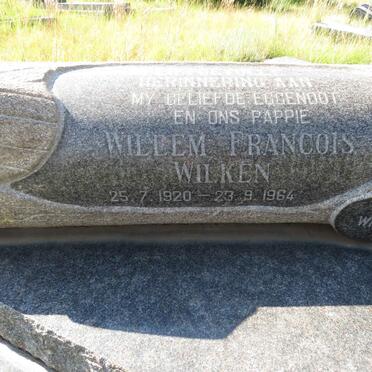 HERINNERING AAN
MY GELIEFDE EGGENOOT
EN ONS PAPPIE
WILLEM FRANCOIS
WILKEN
25.7.1920 — 23.9.1964
W